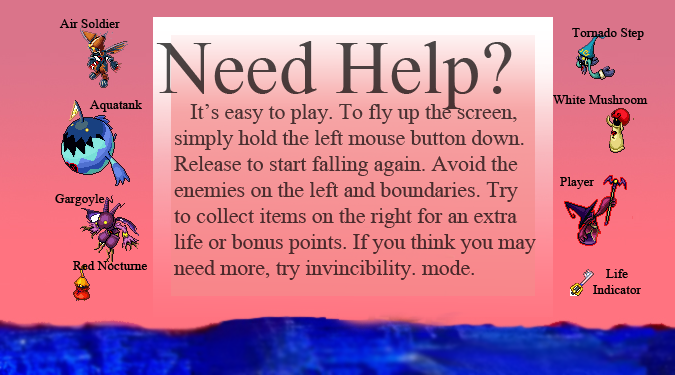 Need Help?
It's easy to play. To fly up the screen,
simply hold the left mouse button down.
Release to start falling again. Avoid the
enemies on the left and boundaries. Try
to collect items on the right for an extra
life or bonus points. If you think you may
need more, try invincibility. mode.
Air Soldier
Aquatank
Gargoyle
Red Nocturne
Tornado Step
White Mushroom
Player
Life
Indicator